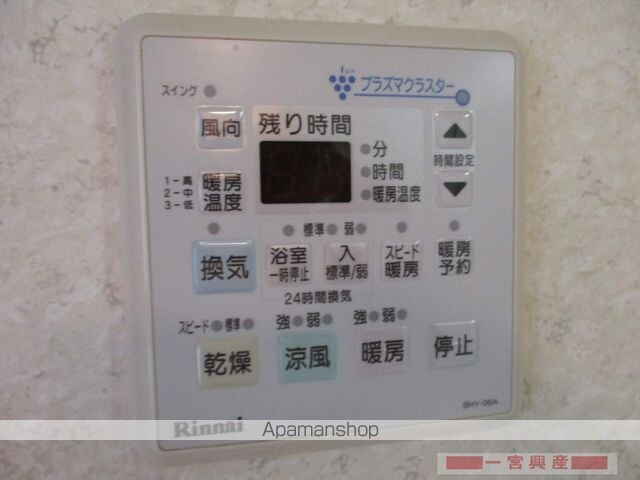 ion
プラズマクラスター
スイング
風向
残り時間
分
時間
暖房温度
時間設定
1－高
2－中
3－低
暖房
温度
標準 弱
換気
浴室
一時停止
入
標準/弱
スピード
暖房
暖房
予約
24時間換気
スピード 標準
強 弱
強 弱
乾燥
涼風
暖房
停止
BHY-06A
Rinnai
Apamanshop
一宮興産